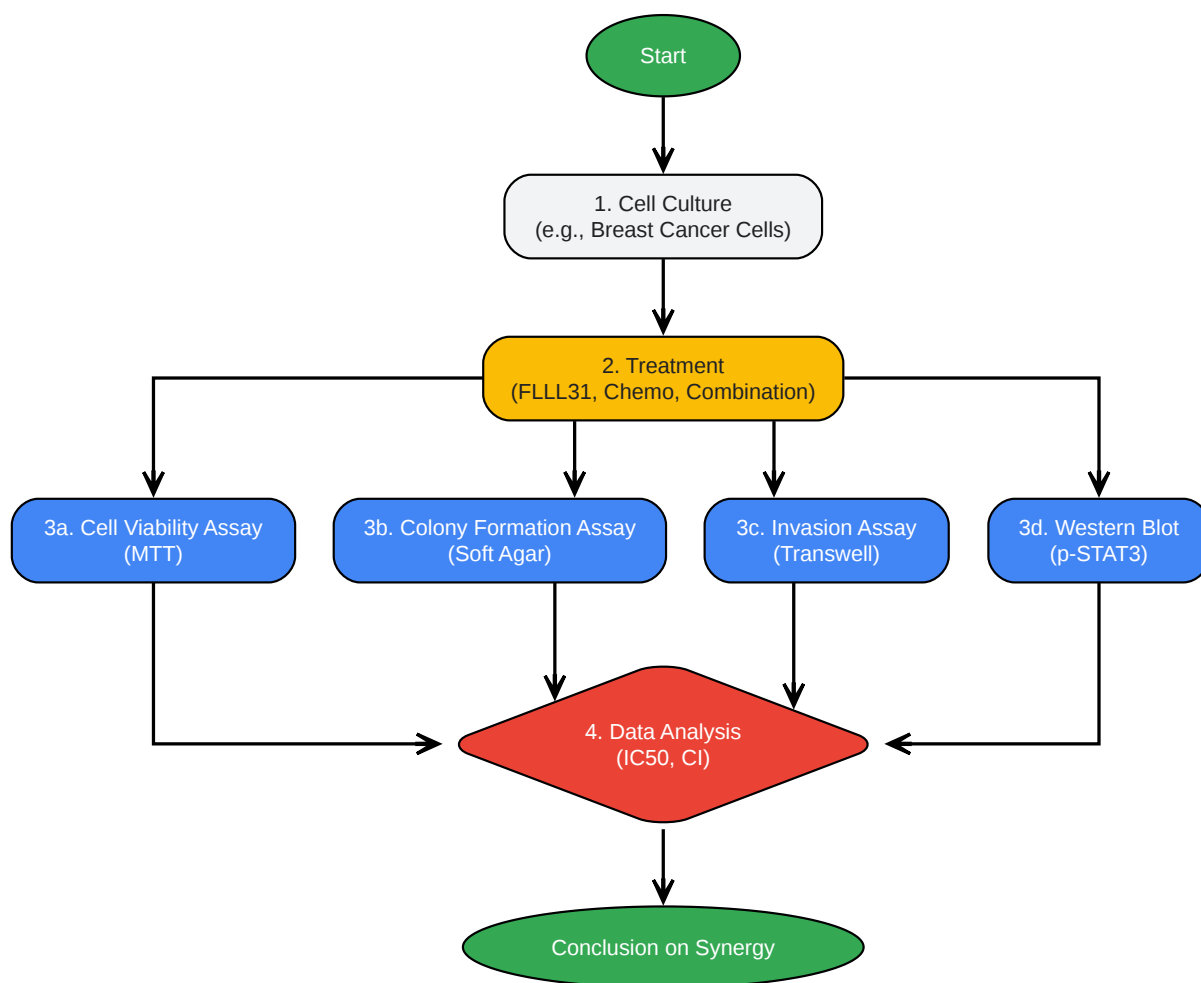 Start
1. Cell Culture
(e.g., Breast Cancer Cells)
2. Treatment
(FLLL31, Chemo, Combination)
3a. Cell Viability Assay
(MTT)
3b. Colony Formation Assay
(Soft Agar)
3c. Invasion Assay
(Transwell)
3d. Western Blot
(p-STAT3)
4. Data Analysis
(IC50, CI)
Conclusion on Synergy